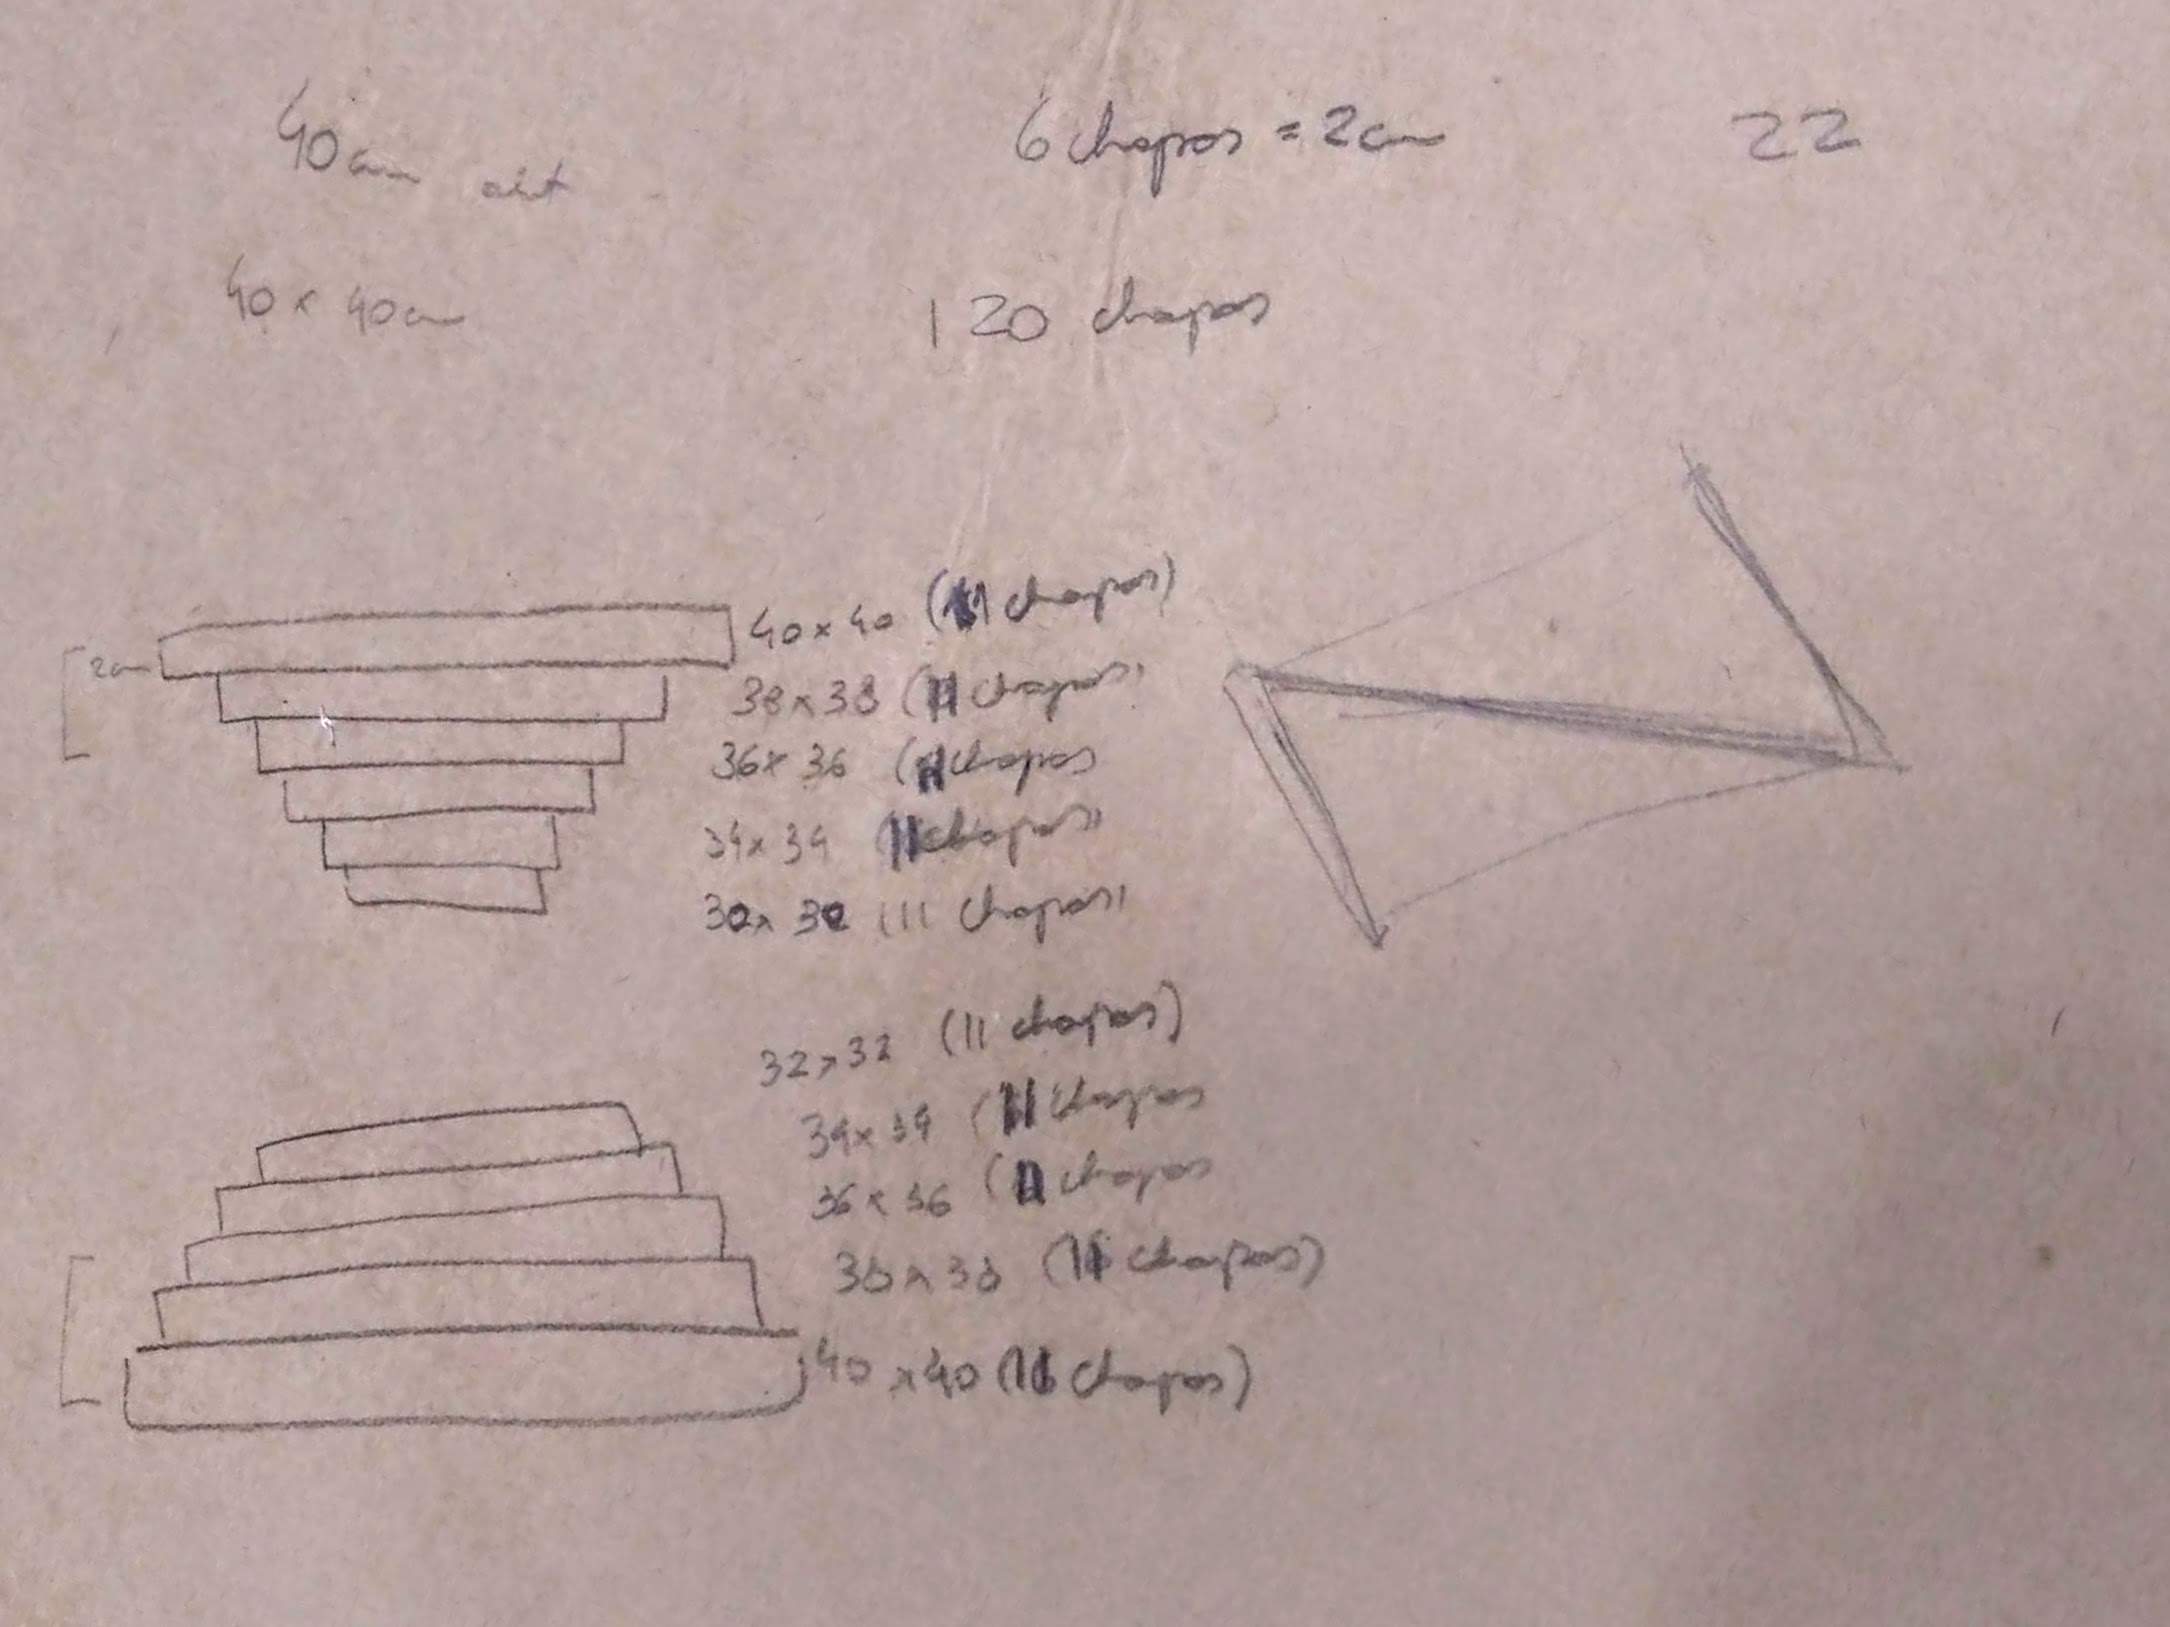 40cm alt
6 chapas = 2cm
22
40 x 40cm
120 chapas
40 x 40 (11 chapas)
2cm
38 x 38 (11 chapas)
36 x 36 (11 chapas
34 x 34 (11 chapas)
30 x 30 (11 chapas)
32 x 32 (11 chapas)
34 x 34 (11 chapas
36 x 36 (11 chapas
38 x 38 (11 chapas)
40 x 40 (11 chapas)